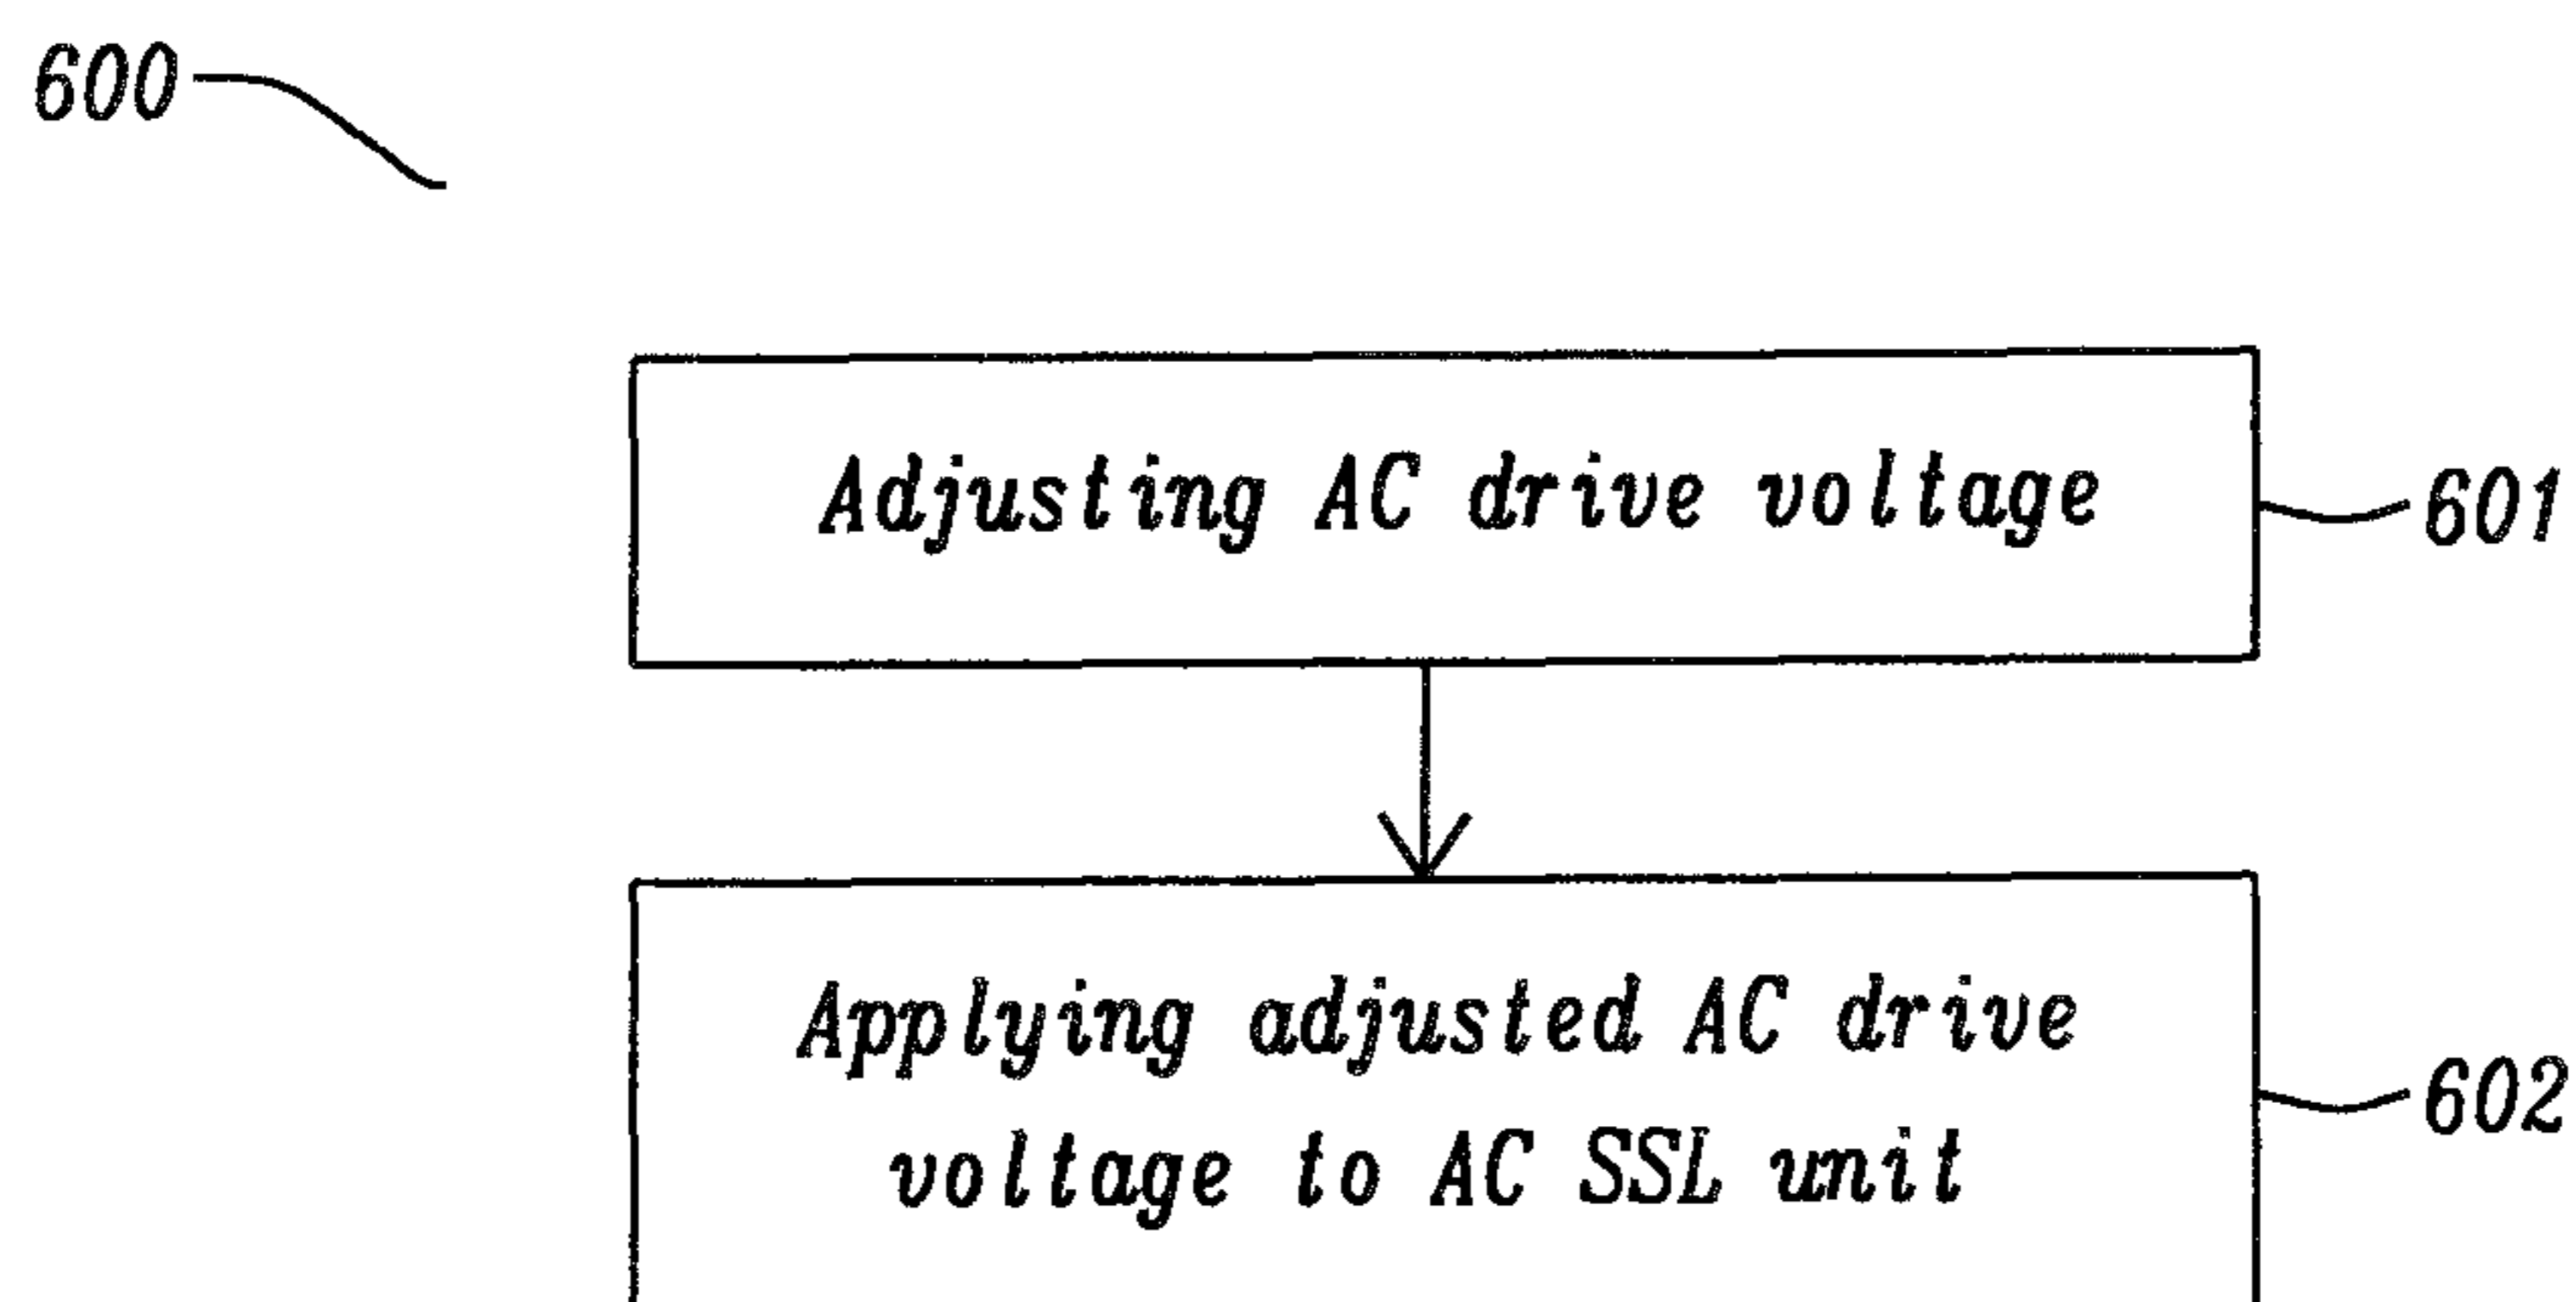 600
Adjusting AC drive voltage
601
Applying adjusted AC drive
voltage to AC SSL unit
602